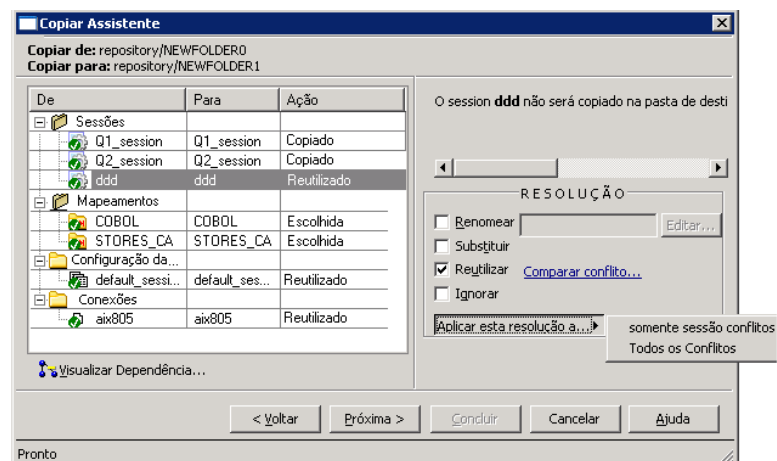 Copiar Assistente
Copiar de: repository/NEWFOLDER0
Copiar para: repository/NEWFOLDER1
De Para Ação
Sessões
Q1_session Q1_session Copiado
Q2_session Q2_session Copiado
ddd ddd Reutilizado
Mapeamentos
COBOL COBOL Escolhida
STORES_CA STORES_CA Escolhida
Configuração da...
default_sessi... default_ses... Reutilizado
Conexões
aix805 aix805 Reutilizado
Visualizar Dependência...
O session ddd não será copiado na pasta de desti
RESOLUÇÃO
Renomear Editar...
Substituir
Reutilizar Comparar conflito...
Ignorar
Aplicar esta resolução a...
somente sessão conflitos
Todos os Conflitos
< Voltar Próxima > Concluir Cancelar Ajuda
Pronto